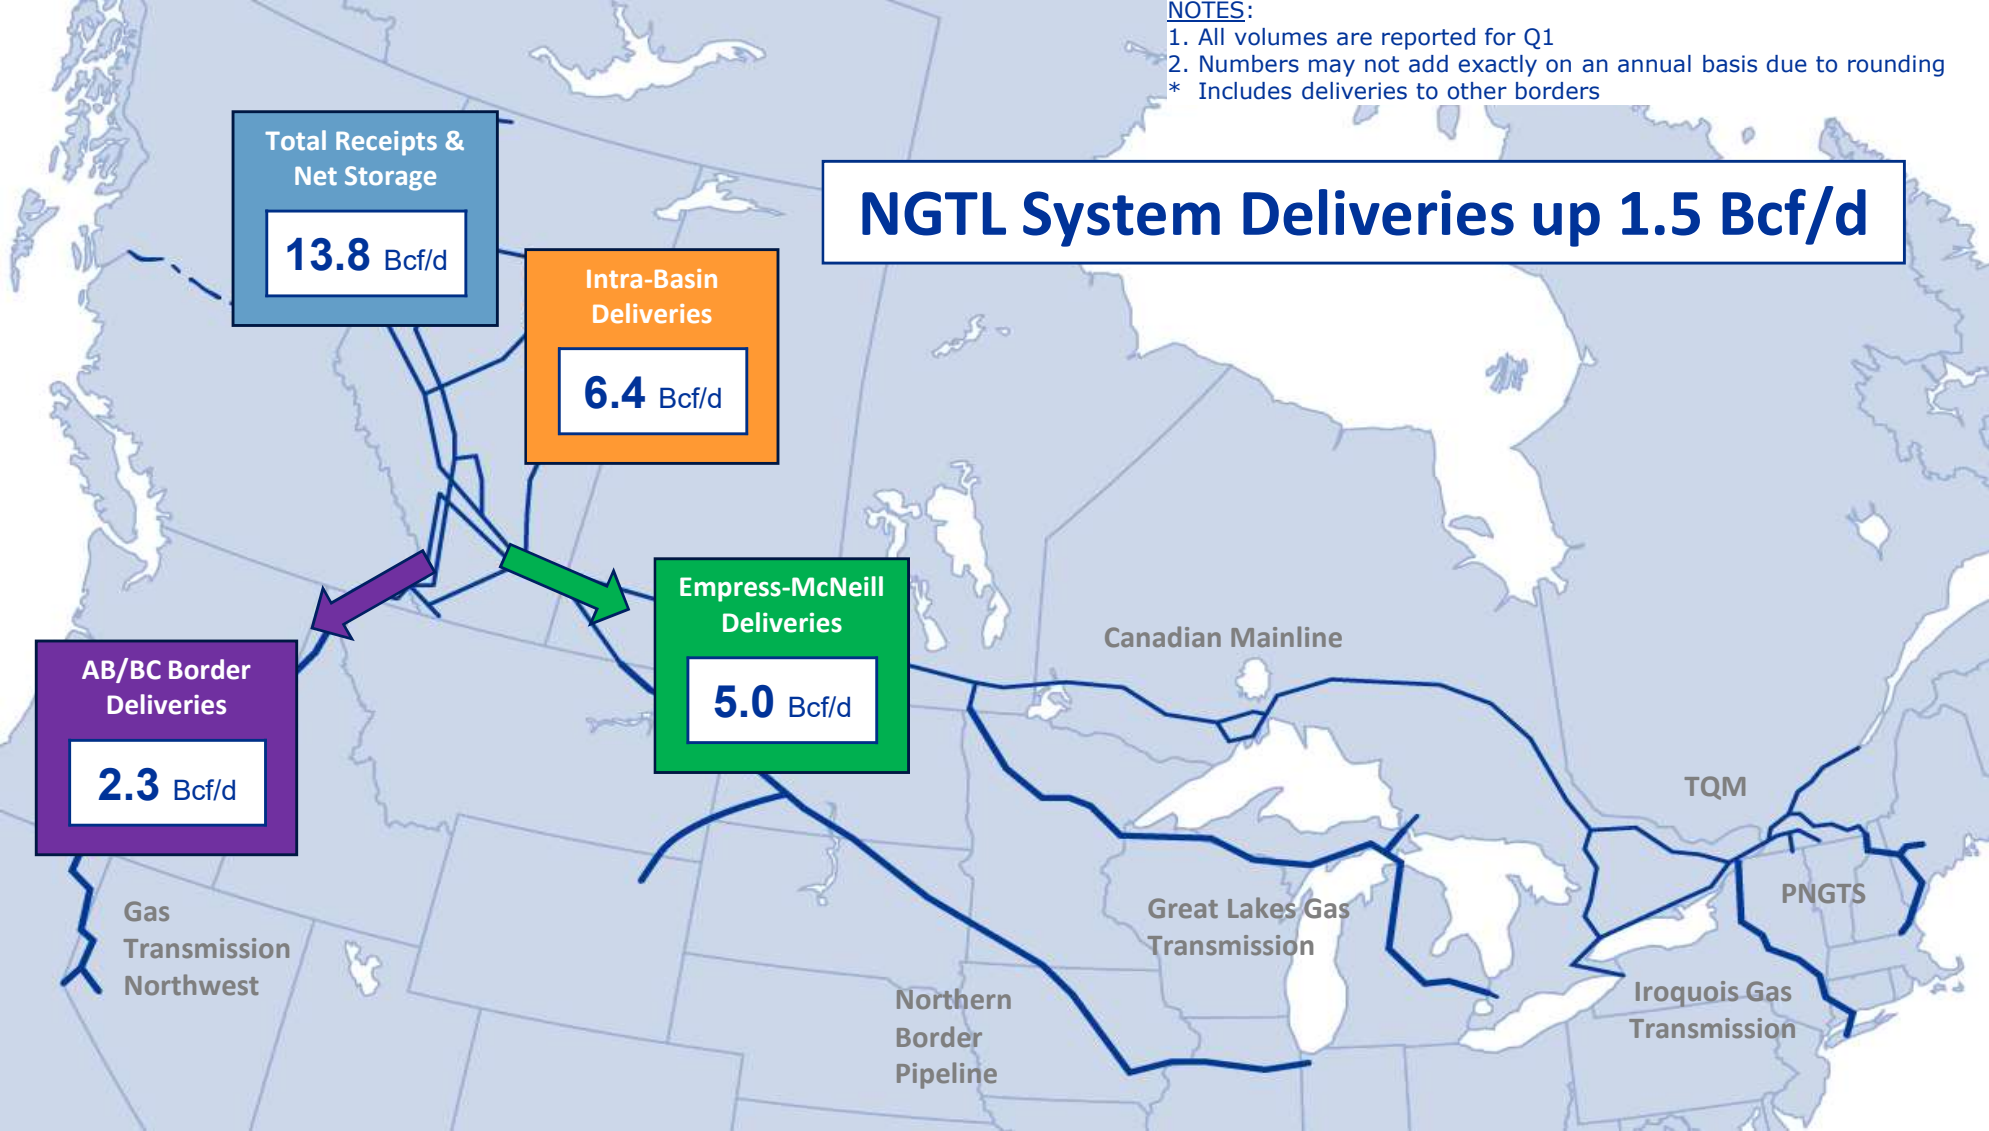 NOTES:
1. All volumes are reported for Q1
2. Numbers may not add exactly on an annual basis due to rounding
* Includes deliveries to other borders
NGTL System Deliveries up 1.5 Bcf/d
Total Receipts &
Net Storage
13.8 Bcf/d
Intra-Basin
Deliveries
6.4 Bcf/d
Empress-McNeill
Deliveries
5.0 Bcf/d
AB/BC Border
Deliveries
2.3 Bcf/d
Canadian Mainline
TQM
PNGTS
Gas
Transmission
Northwest
Great Lakes Gas
Transmission
Northern
Border
Pipeline
Iroquois Gas
Transmission